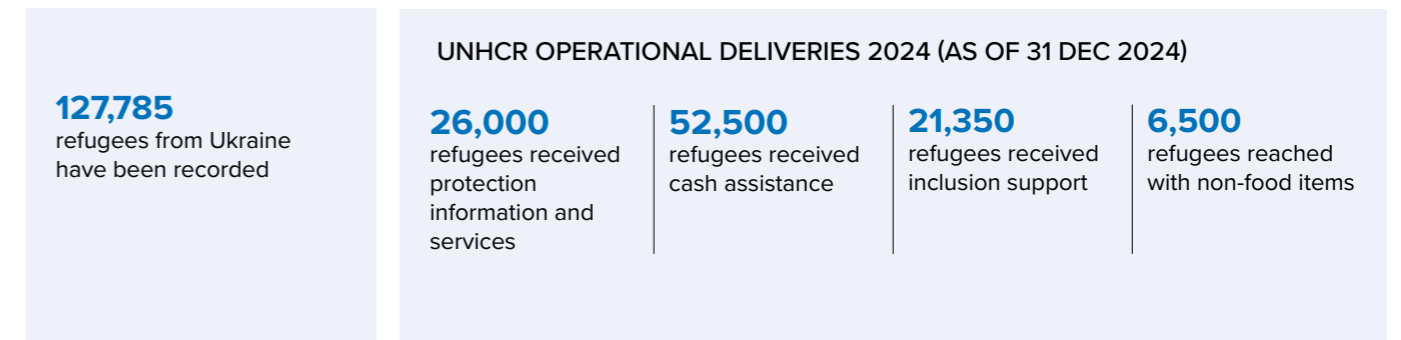 127,785
refugees from Ukraine
have been recorded
UNHCR OPERATIONAL DELIVERIES 2024 (AS OF 31 DEC 2024)
26,000
refugees received
protection
information and
services
52,500
refugees received
cash assistance
21,350
refugees received
inclusion support
6,500
refugees reached
with non-food items